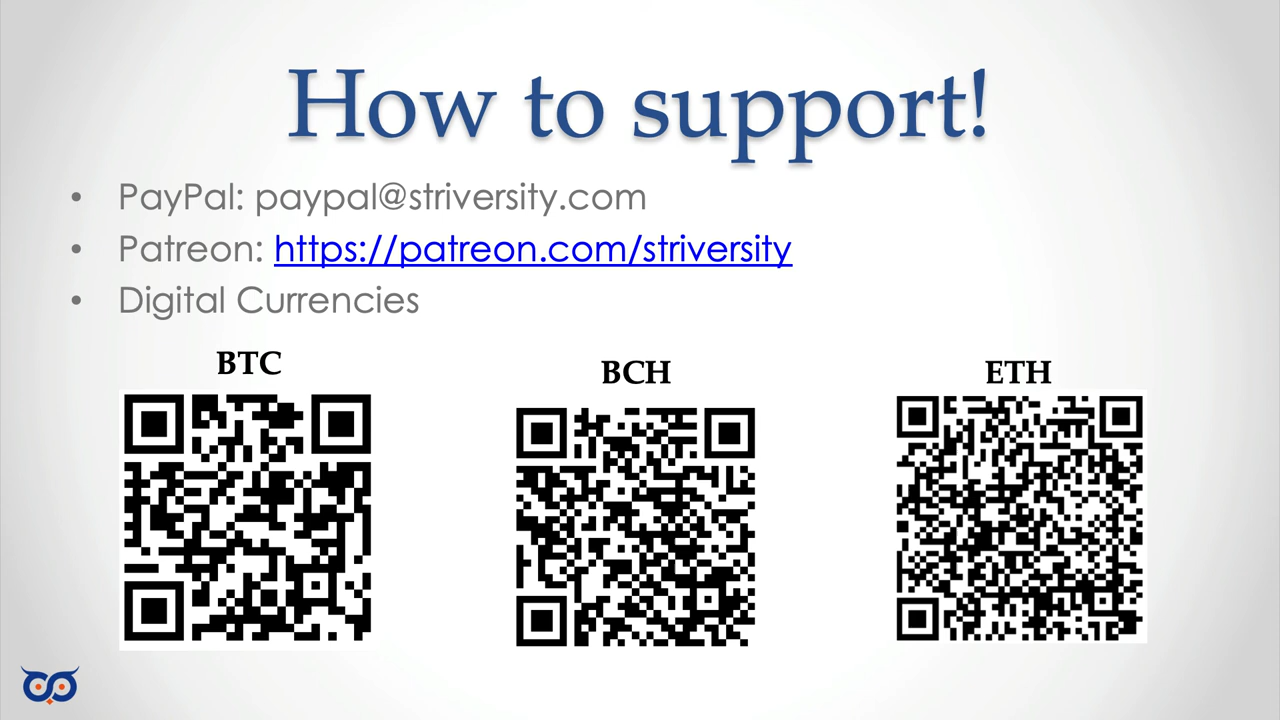 How to support!
• PayPal: paypal@striversity.com
• Patreon: https://patreon.com/striversity
• Digital Currencies
BTC
BCH
ETH